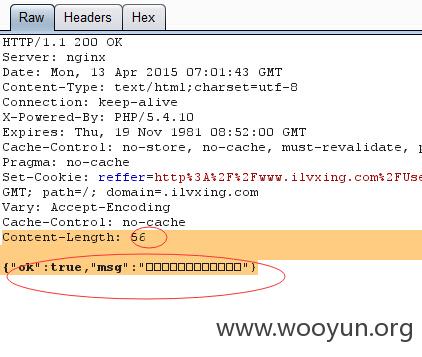 Raw Headers Hex
HTTP/1.1 200 OK
Server: nginx
Date: Mon, 13 Apr 2015 07:01:43 GMT
Content-Type: text/html;charset=utf-8
Connection: keep-alive
X-Powered-By: PHP/5.4.10
Expires: Thu, 19 Nov 1981 08:52:00 GMT
Cache-Control: no-store, no-cache, must-revalidate, p
Pragma: no-cache
Set-Cookie: reffer=http%3A%2F%2Fwww.ilvxing.com%2FUse
GMT; path=/; domain=.ilvxing.com
Vary: Accept-Encoding
Cache-Control: no-cache
Content-Length: 56
{"ok":true,"msg":"□□□□□□□□□□□□"}
www.wooyun.org